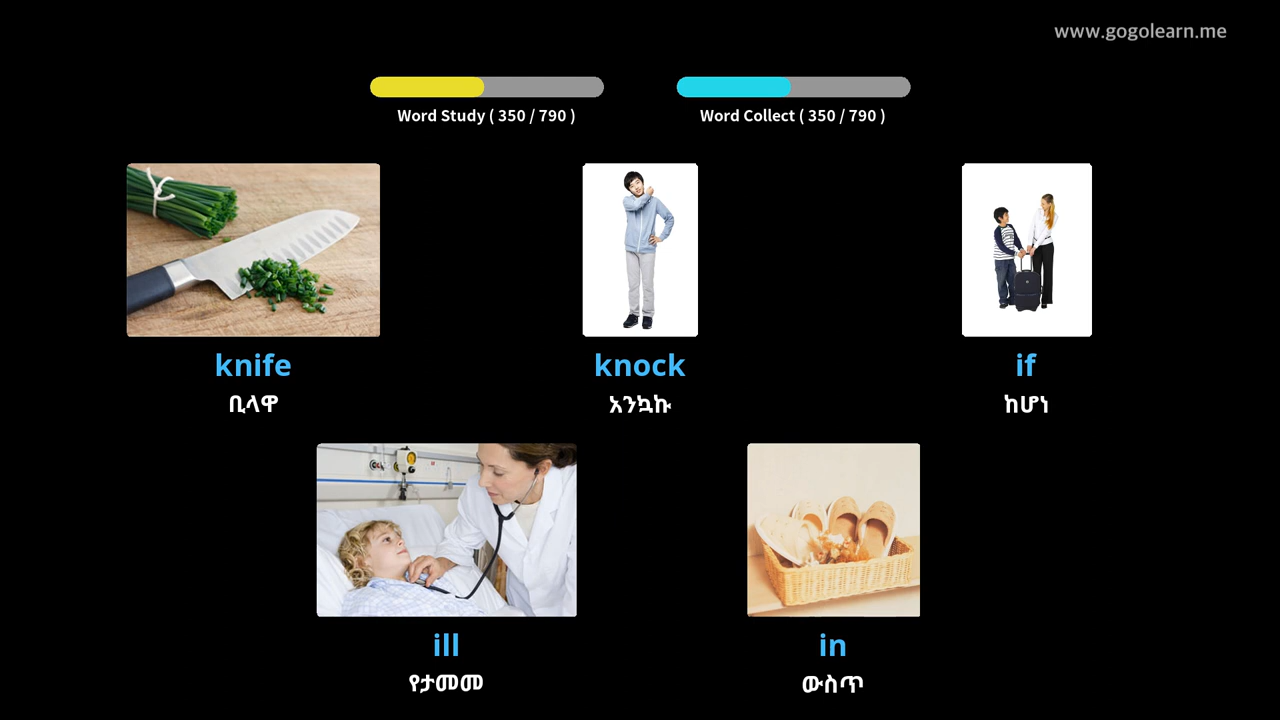 www.gogolearn.me
Word Study ( 350 / 790 )
Word Collect ( 350 / 790 )
knife
ቢላዋ
knock
አንኳኩ
if
ከሆነ
ill
የታመመ
in
ውስጥ